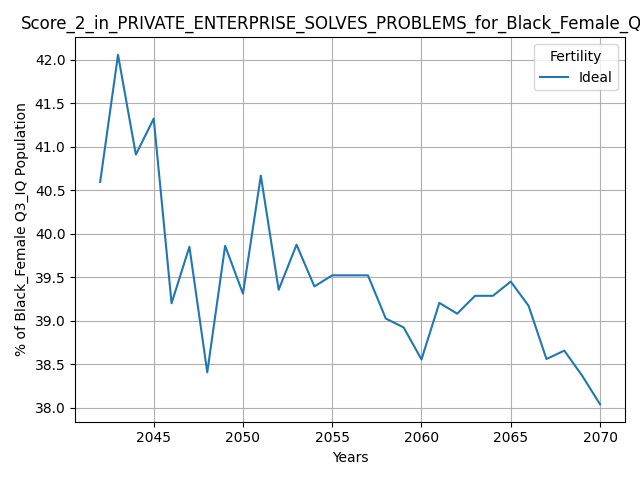 Score_2_in_PRIVATE_ENTERPRISE_SOLVES_PROBLEMS_for_Black_Female_Q
Fertility
Ideal
% of Black_Female Q3_IQ Population
42.0
41.5
41.0
40.5
40.0
39.5
39.0
38.5
38.0
2045 2050 2055 2060 2065 2070
Years